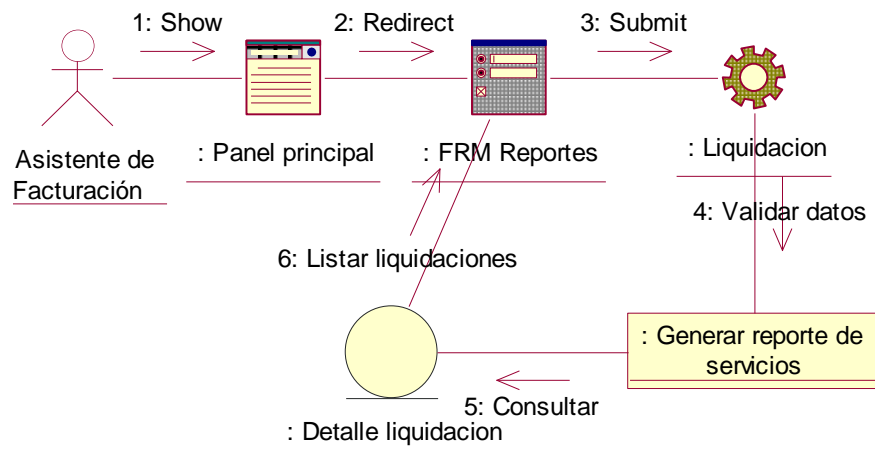 1: Show
2: Redirect
3: Submit
Asistente de
Facturación
: Panel principal
: FRM Reportes
: Liquidacion
4: Validar datos
6: Listar liquidaciones
: Generar reporte de
servicios
5: Consultar
: Detalle liquidacion